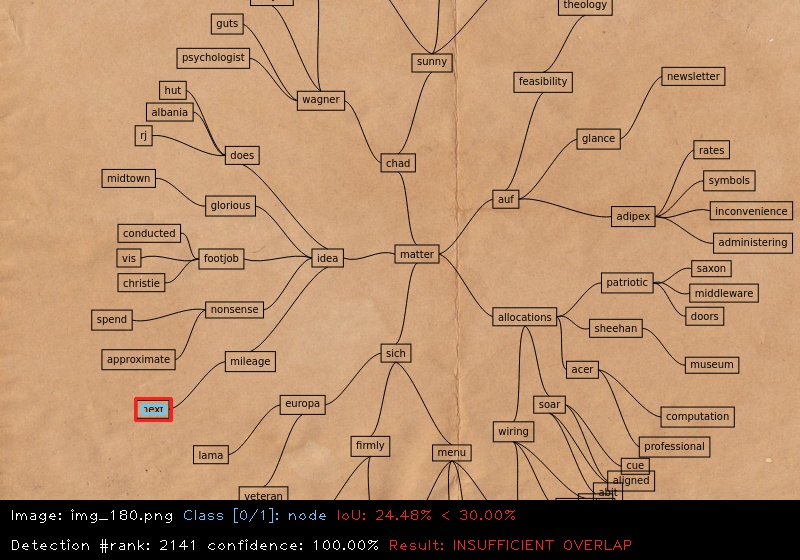 theology
guts
sunny
psychologist
feasibility
newsletter
hut
wagner
albania
rj
glance
rates
does
chad
midtown
symbols
glorious
auf
inconvenience
adipex
conducted
administering
matter
vis
footjob
idea
saxon
christie
patriotic
middleware
nonsense
spend
allocations
doors
sheehan
sich
approximate
mileage
museum
acer
europa
soar
computation
wiring
firmly
professional
menu
lama
cue
aligned
abit
veteran
Image: img_180.png Class [0/1]: node IoU: 24.48% < 30.00%
Detection #rank: 2141 confidence: 100.00% Result: INSUFFICIENT OVERLAP